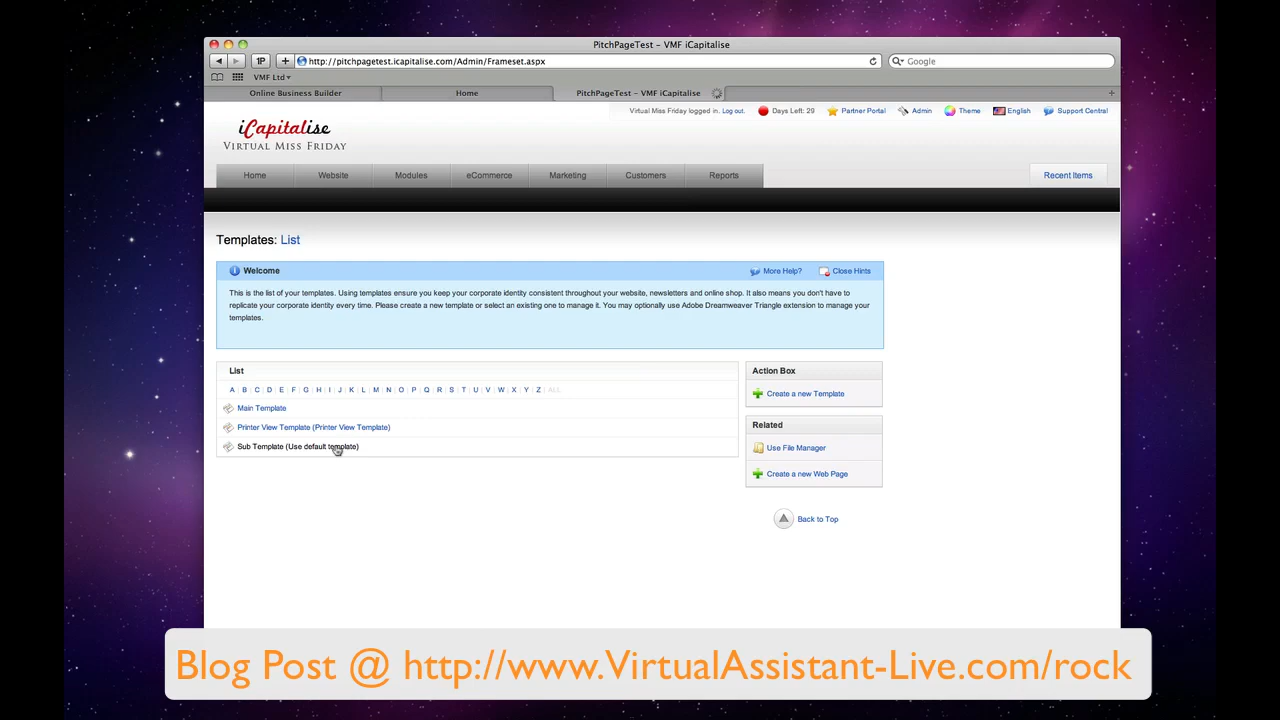 PitchPageTest – VMF iCapitalise
1P + http://pitchpagetest.icapitalise.com/Admin/Frameset.aspx Google
VMF Ltd
Online Business Builder Home PitchPageTest – VMF iCapitalise
Virtual Miss Friday logged in. Log out. Days Left: 29 Partner Portal Admin Theme English Support Central
iCapitalise
VIRTUAL MISS FRIDAY
Home Website Modules eCommerce Marketing Customers Reports Recent Items
Templates: List
Welcome More Help? Close Hints
This is the list of your templates. Using templates ensure you keep your corporate identity consistent throughout your website, newsletters and online shop. It also means you don't have to
replicate your corporate identity every time. Please create a new template or select an existing one to manage it. You may optionally use Adobe Dreamweaver Triangle extension to manage your
templates.
List
A | B | C | D | E | F | G | H | I | J | K | L | M | N | O | P | Q | R | S | T | U | V | W | X | Y | Z | ALL
Main Template
Printer View Template (Printer View Template)
Sub Template (Use default template)
Action Box
Create a new Template
Related
Use File Manager
Create a new Web Page
Back to Top
Blog Post @ http://www.VirtualAssistant-Live.com/rock